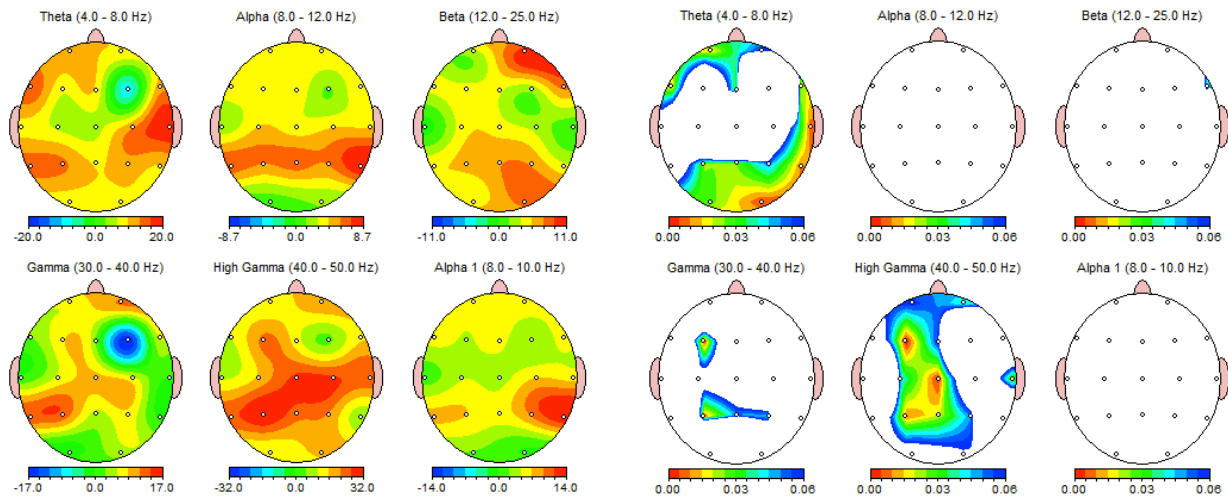 Theta (4.0 - 8.0 Hz) Alpha (8.0 - 12.0 Hz) Beta (12.0 - 25.0 Hz) Theta (4.0 - 8.0 Hz) Alpha (8.0 - 12.0 Hz) Beta (12.0 - 25.0 Hz)
-20.0 0.0 20.0 -8.7 0.0 8.7 -11.0 0.0 11.0 0.00 0.03 0.06 0.00 0.03 0.06 0.00 0.03 0.06
Gamma (30.0 - 40.0 Hz) High Gamma (40.0 - 50.0 Hz) Alpha 1 (8.0 - 10.0 Hz) Gamma (30.0 - 40.0 Hz) High Gamma (40.0 - 50.0 Hz) Alpha 1 (8.0 - 10.0 Hz)
-17.0 0.0 17.0 -32.0 0.0 32.0 -14.0 0.0 14.0 0.00 0.03 0.06 0.00 0.03 0.06 0.00 0.03 0.06